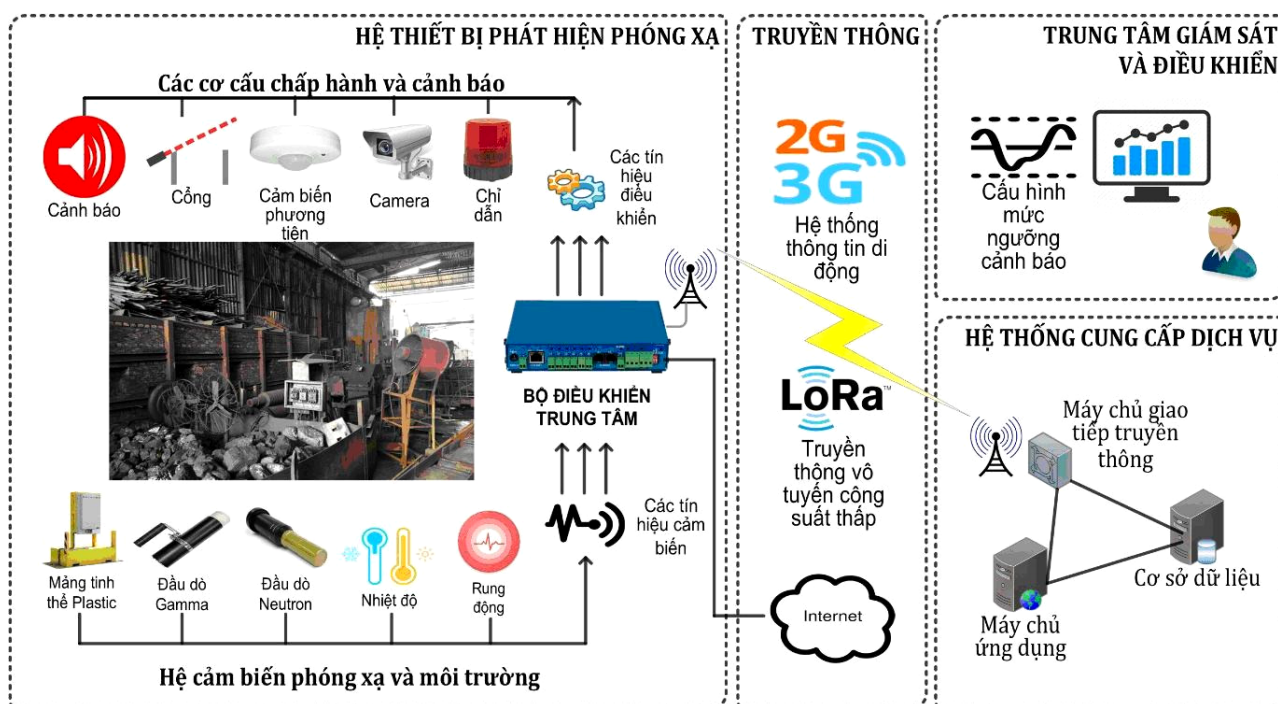 HỆ THIẾT BỊ PHÁT HIỆN PHÓNG XẠ
Các cơ cấu chấp hành và cảnh báo
Cảnh báo
Cổng
Cảm biến
phương
tiện
Camera
Chỉ
dẫn
Các tín
hiệu
điều
khiển
BỘ ĐIỀU KHIỂN
TRUNG TÂM
Các tín
hiệu cảm
biến
Mảng tinh
thể Plastic
Đầu dò
Gamma
Đầu dò
Neutron
Nhiệt độ
Rung
động
Hệ cảm biến phóng xạ và môi trường
TRUYỀN THÔNG
2G
3G
Hệ thống
thông tin di
động
LoRa™
Truyền
thông vô
tuyến công
suất thấp
Internet
TRUNG TÂM GIÁM SÁT
VÀ ĐIỀU KHIỂN
Cấu hình
mức
ngưỡng
cảnh báo
HỆ THỐNG CUNG CẤP DỊCH VỤ
Máy chủ giao
tiếp truyền
thông
Cơ sở dữ liệu
Máy chủ
ứng dụng